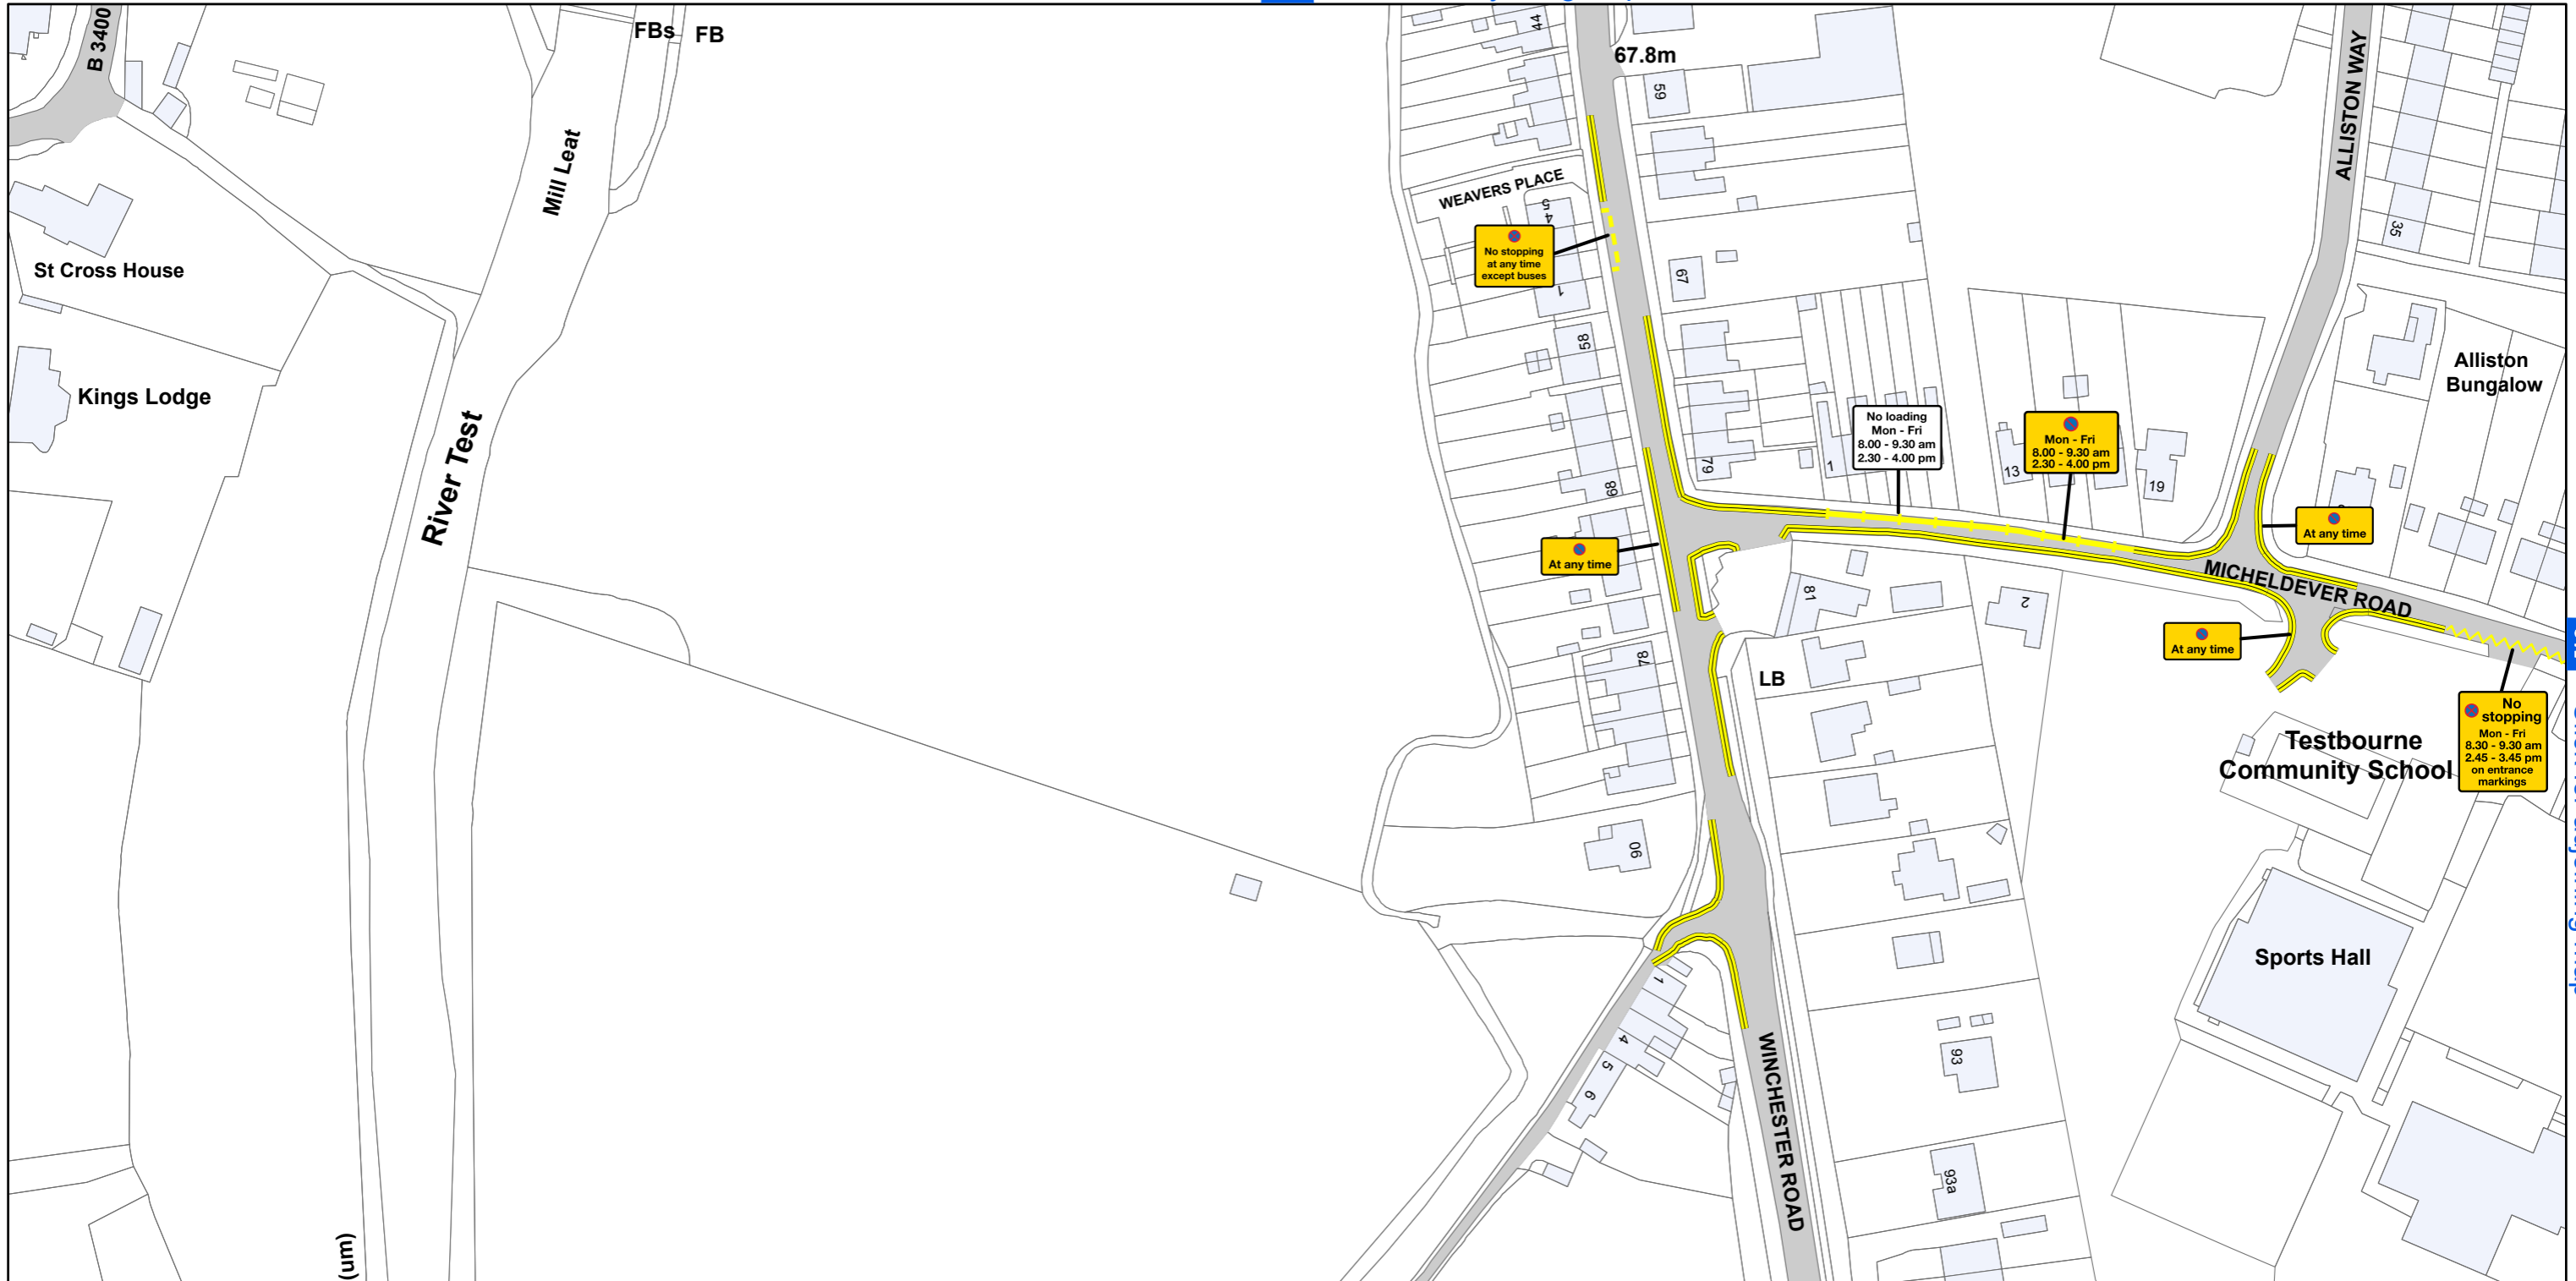 B 3400
FBs
FB
Mill Leat
St Cross House
Kings Lodge
River Test
(um)
44
67.8m
59
WEAVERS PLACE
5
4
No stopping
at any time
except buses
1
67
58
ALLISTON WAY
35
Alliston
Bungalow
No loading
Mon - Fri
8.00 - 9.30 am
2.30 - 4.00 pm
Mon - Fri
8.00 - 9.30 am
2.30 - 4.00 pm
79
1
13
19
68
At any time
At any time
MICHELDEVER ROAD
81
2
At any time
78
LB
No
stopping
Mon - Fri
8.30 - 9.30 am
2.45 - 3.45 pm
on entrance
markings
Testbourne
Community School
90
Sports Hall
1
4
5
6
WINCHESTER ROAD
93
93a